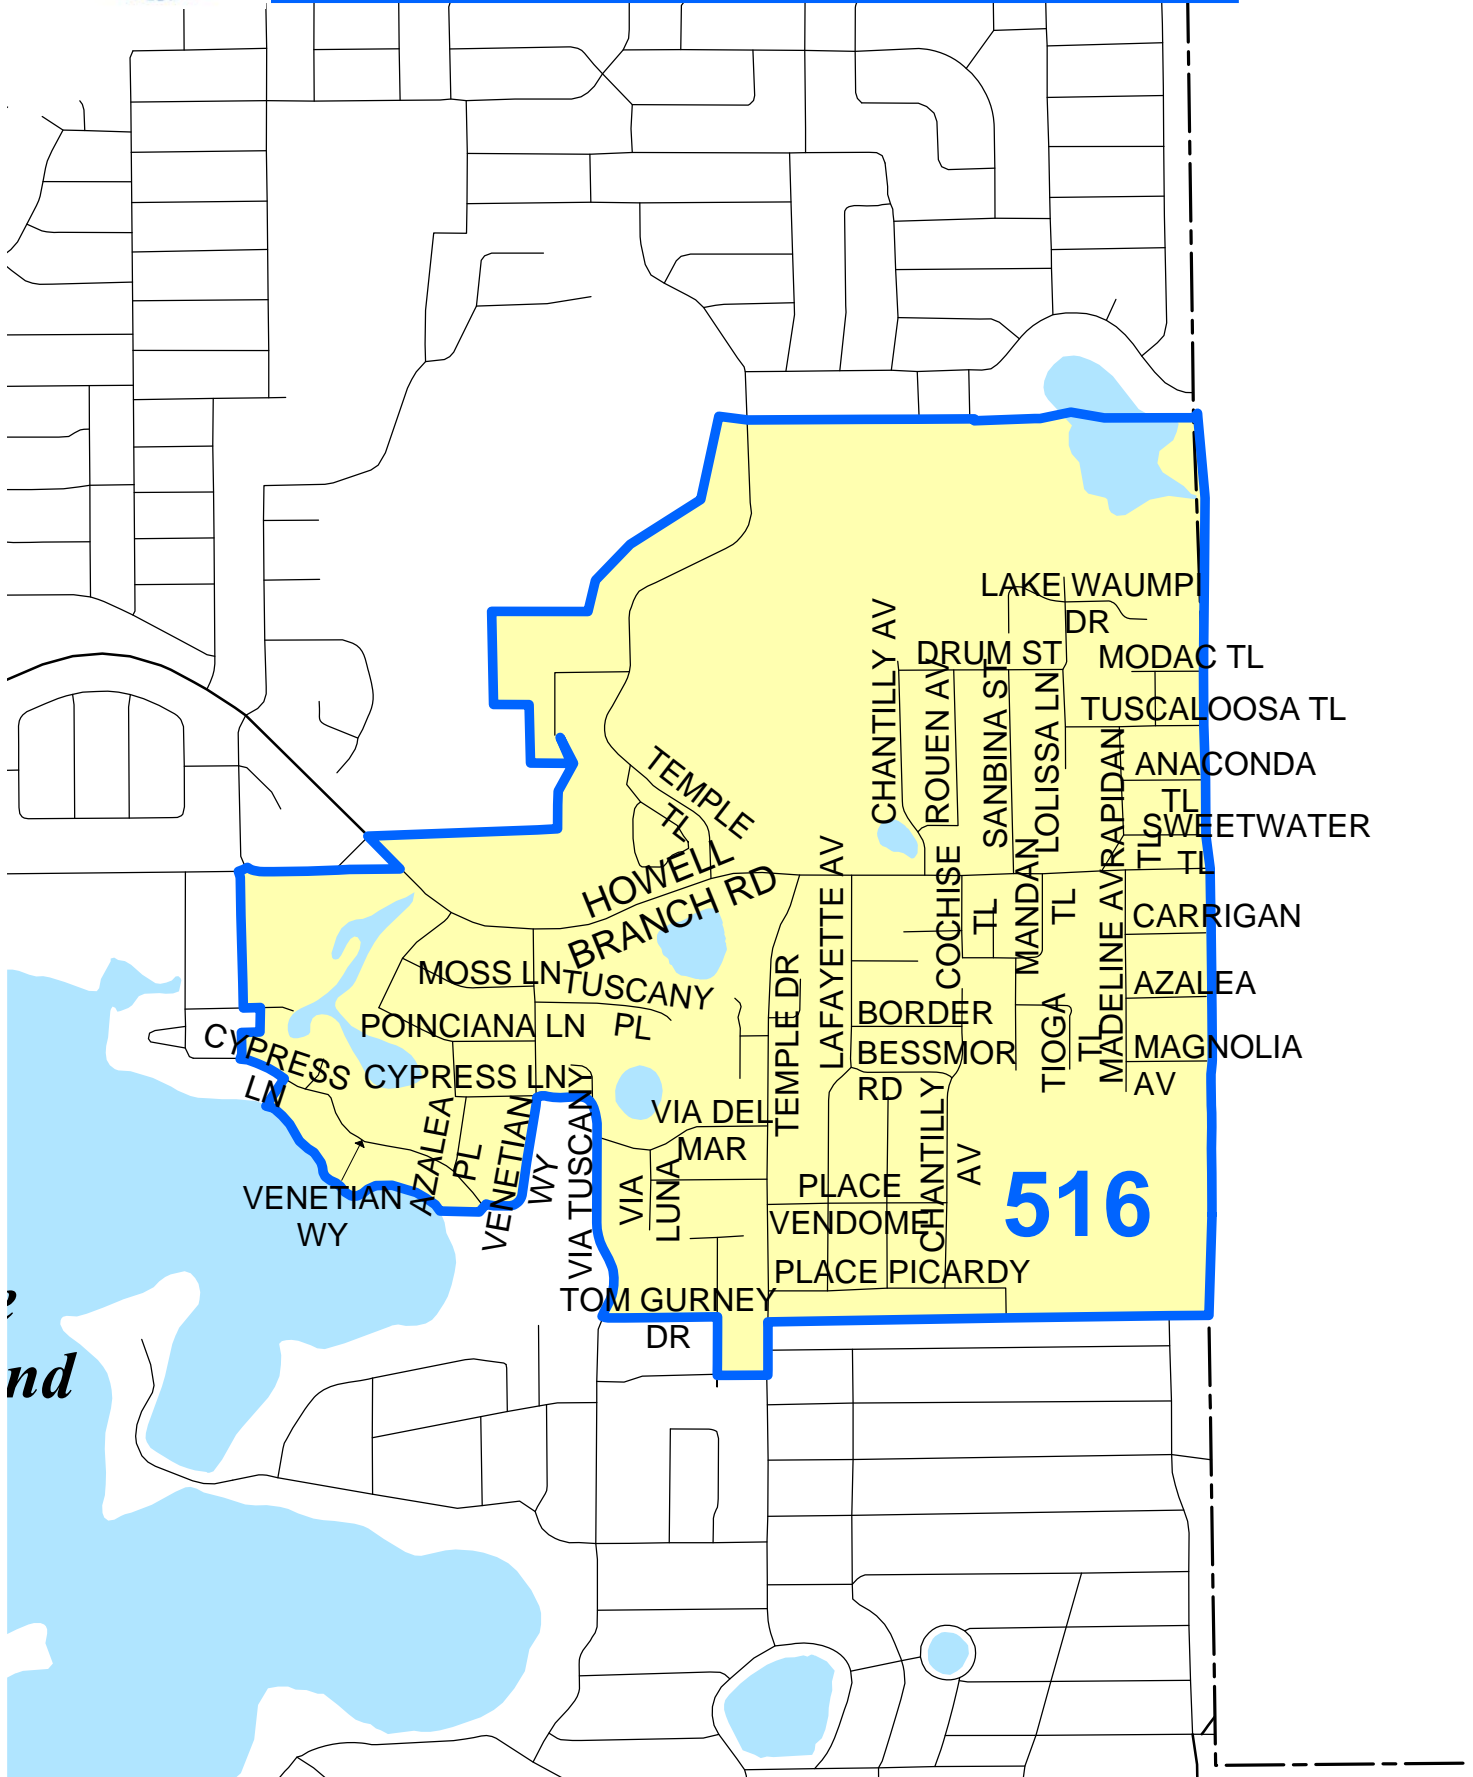 LAKE WAUMPI
DR
DRUM ST
MODAC TL
TUSCALOOSA TL
CHANTILLY AV
ROUEN AV
SANBINA ST
LOLISSA LN
RAPIDAN
TL
ANACONDA
TL
SWEETWATER
TL
TEMPLE
TL
HOWELL
BRANCH RD
LAFAYETTE AV
COCHISE
TL
MANDAN
TL
MADELINE AV
CARRIGAN
AZALEA
MAGNOLIA
AV
MOSS LN
TUSCANY
PL
POINCIANA LN
CYPRESS
LN
CYPRESS LN
TEMPLE DR
BORDER
BESSMOR
RD
TIOGA
TL
AZALEA
PL
VENETIAN
WY
VENETIAN
WY
VIA TUSCANY
VIA DEL
MAR
VIA
LUNA
CHANTILLY
AV
PLACE
VENDOME
PLACE PICARDY
516
TOM GURNEY
DR
nd